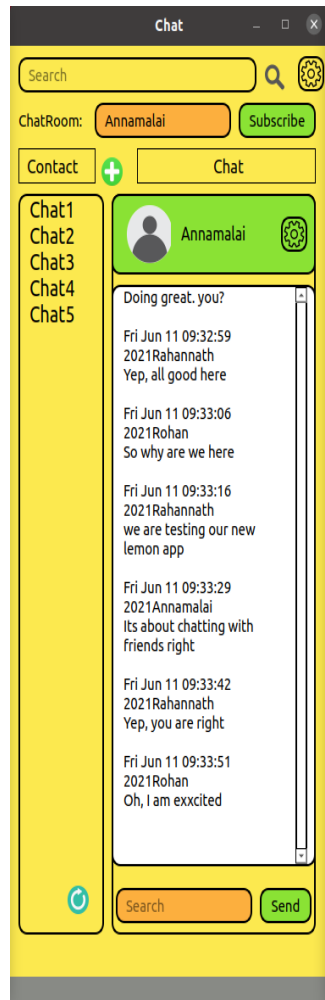 Chat
Search
ChatRoom: Annamalai Subscribe
Contact Chat
Chat1
Chat2
Chat3
Chat4
Chat5
Annamalai
Doing great. you?
Fri Jun 11 09:32:59
2021Rahannath
Yep, all good here
Fri Jun 11 09:33:06
2021Rohan
So why are we here
Fri Jun 11 09:33:16
2021Rahannath
we are testing our new
lemon app
Fri Jun 11 09:33:29
2021Annamalai
Its about chatting with
friends right
Fri Jun 11 09:33:42
2021Rahannath
Yep, you are right
Fri Jun 11 09:33:51
2021Rohan
Oh, I am exxcited
Search Send